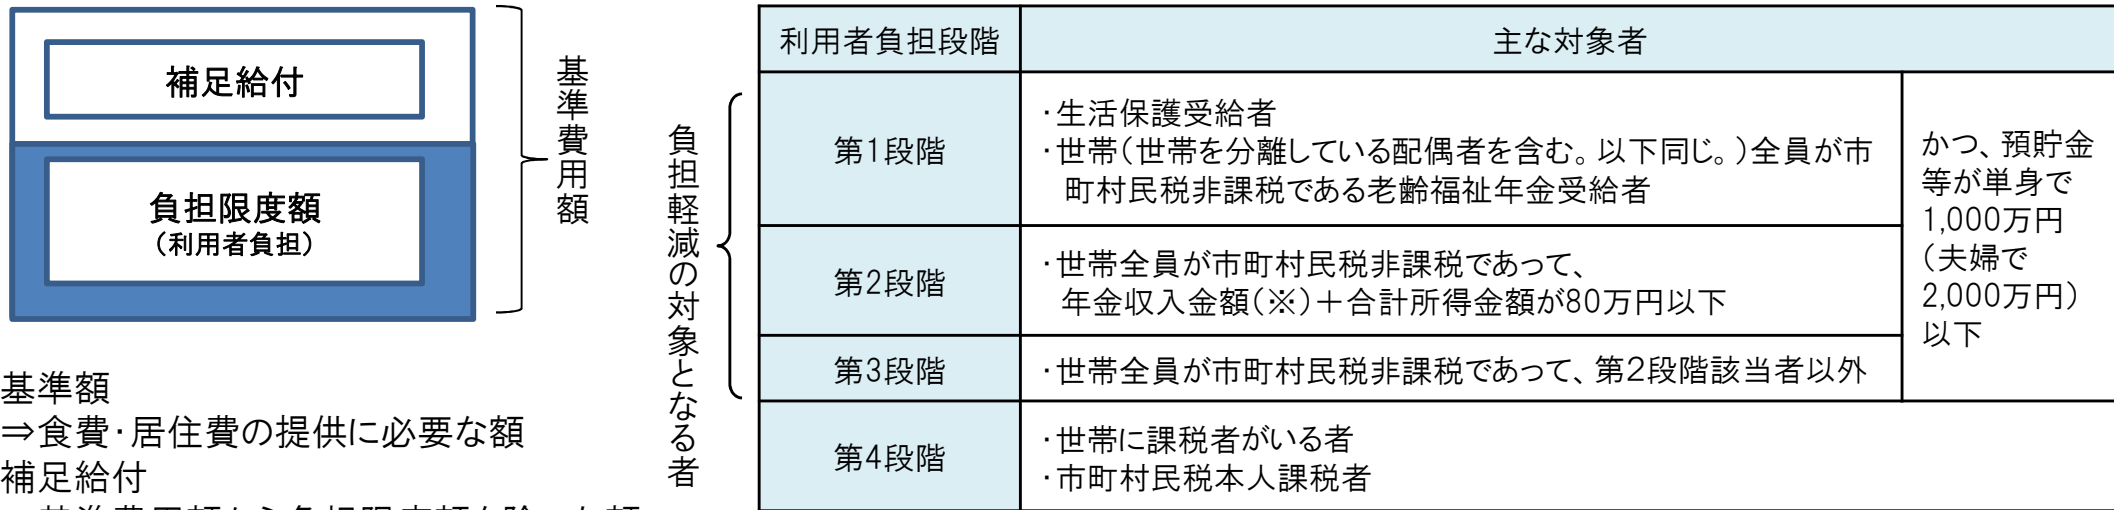 補足給付
負担限度額
（利用者負担）
基準費用額
基準額
⇒食費・居住費の提供に必要な額
補足給付
負担軽減の対象となる者
利用者負担段階
主な対象者
第1段階
・生活保護受給者
・世帯（世帯を分離している配偶者を含む。以下同じ。）全員が市
町村民税非課税である老齢福祉年金受給者
かつ、預貯金
等が単身で
1,000万円
（夫婦で
2,000万円）
以下
第2段階
・世帯全員が市町村民税非課税であって、
年金収入金額（※）＋合計所得金額が80万円以下
第3段階
・世帯全員が市町村民税非課税であって、第２段階該当者以外
第4段階
・世帯に課税者がいる者
・市町村民税本人課税者